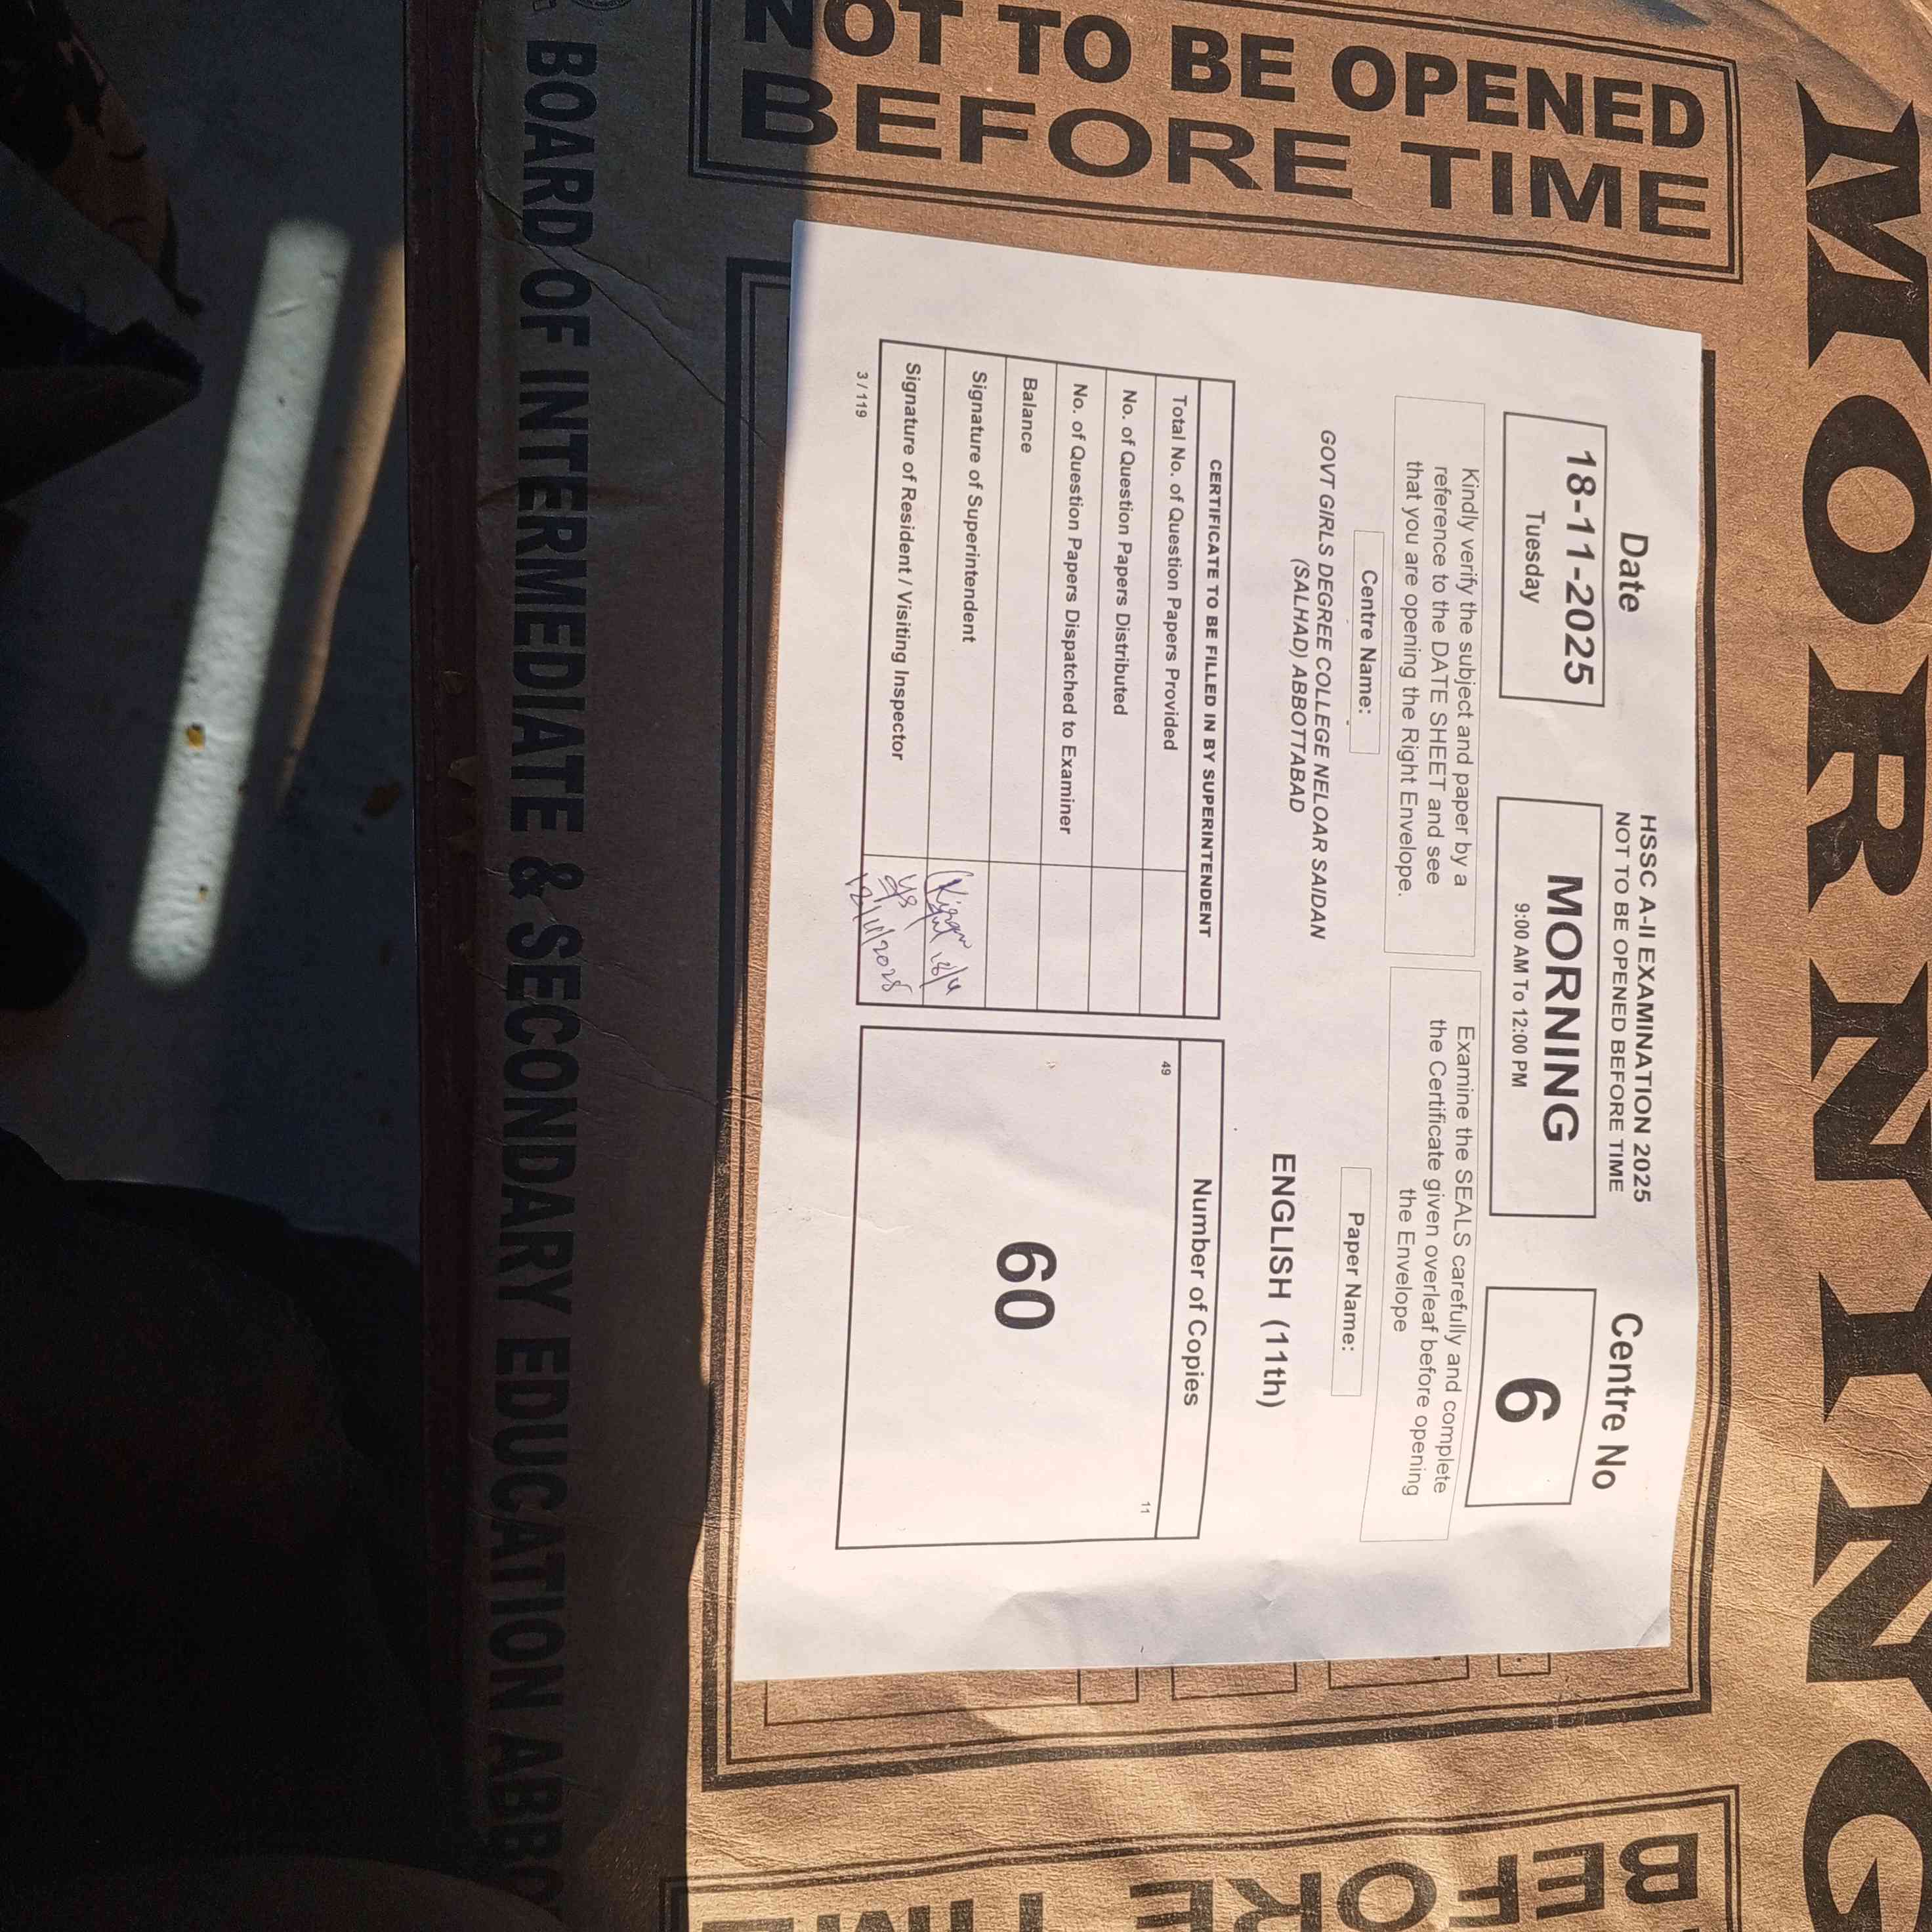 NOT TO BE OPENED
BEFORE TIME
MORNING
HSSC A-II EXAMINATION 2025
NOT TO BE OPENED BEFORE TIME
Date
18-11-2025
Tuesday
MORNING
9:00 AM To 12:00 PM
Centre No
6
Kindly verify the subject and paper by a
reference to the DATE SHEET and see
that you are opening the Right Envelope.
Examine the SEALS carefully and complete
the Certificate given overleaf before opening
the Envelope
Centre Name:
Paper Name:
GOVT GIRLS DEGREE COLLEGE NELOAR SAIDAN
(SALHAD) ABBOTTABAD
ENGLISH (11th)
CERTIFICATE TO BE FILLED IN BY SUPERINTENDENT
Total No. of Question Papers Provided
No. of Question Papers Distributed
No. of Question Papers Dispatched to Examiner
Balance
Signature of Superintendent
Signature of Resident / Visiting Inspector
18/11/2025
3 / 119
Number of Copies
49
11
60
BOARD OF INTERMEDIATE & SECONDARY EDUCATION ABBO
BEFORE TIME